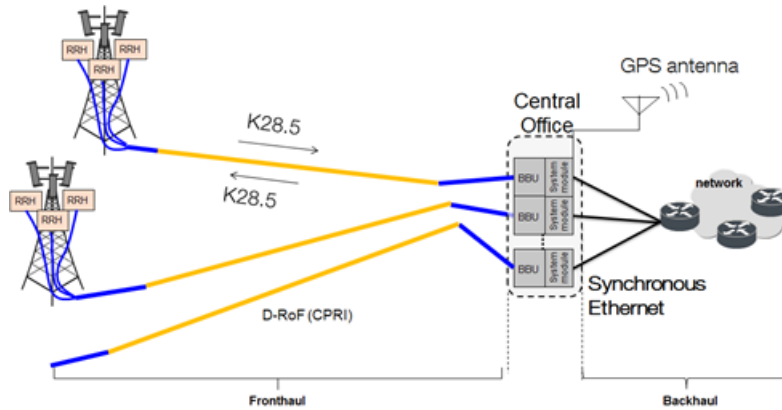 RRH
RRH
RRH
K28.5
K28.5
GPS antenna
Central
Office
BBU
System
module
BBU
System
module
BBU
System
module
network
RRH
RRH
RRH
Synchronous
Ethernet
D-RoF (CPRI)
Fronthaul
Backhaul